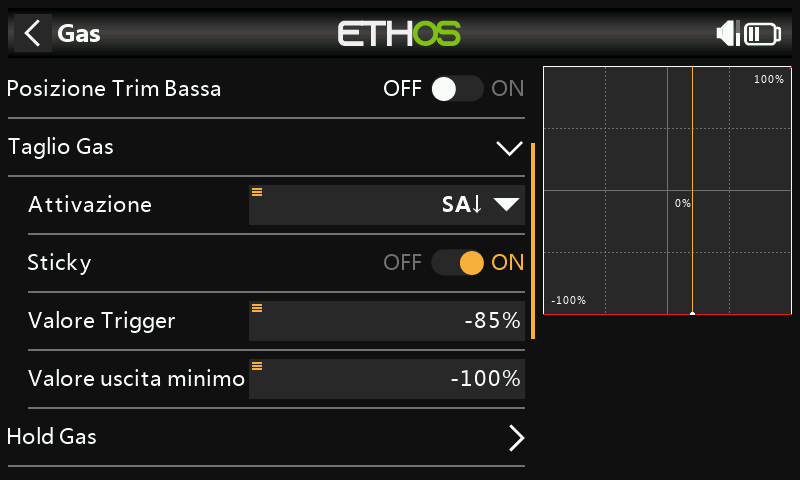 Gas
ETHOS
Posizione Trim Bassa OFF ON
Taglio Gas
Attivazione SA↓
Sticky OFF ON
Valore Trigger -85%
Valore uscita minimo -100%
Hold Gas
100%
0%
-100%